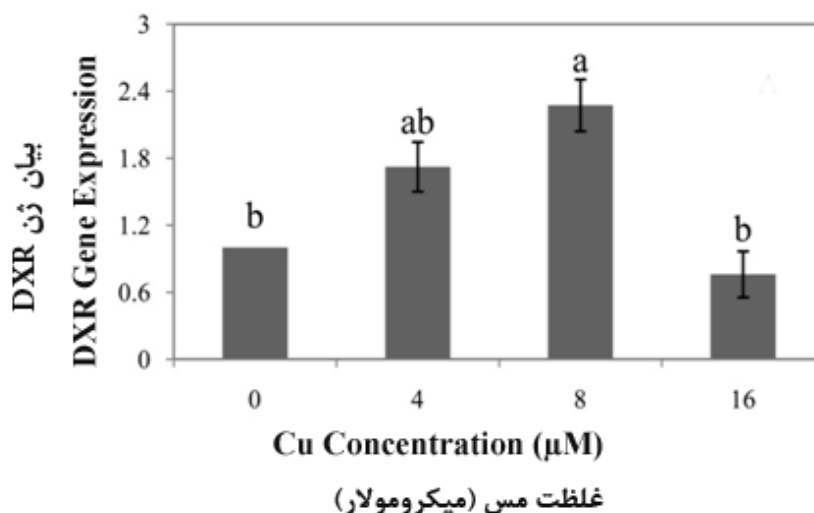 بیان ژن DXR
DXR Gene Expression
3
2.4
1.8
1.2
0.6
0
b
ab
a
b
0
4
8
16
Cu Concentration (µM)
غلظت مس (میکرومولار)